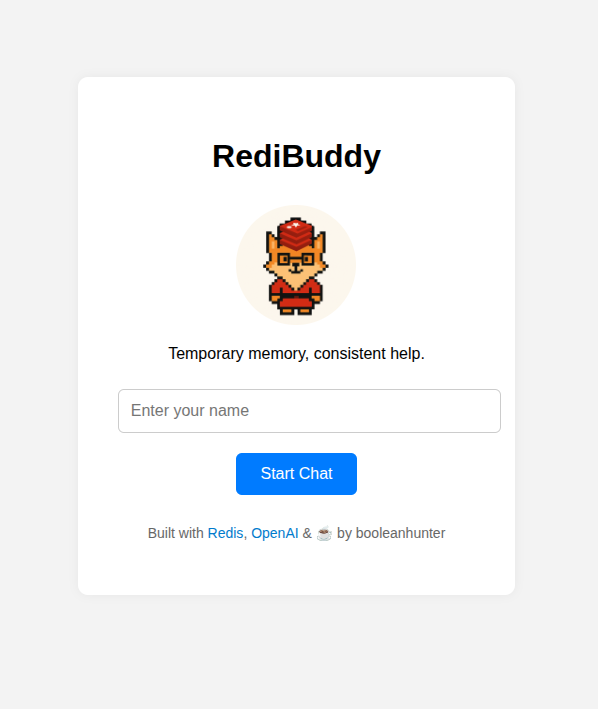 RediBuddy
Temporary memory, consistent help.
Enter your name
Start Chat
Built with Redis, OpenAI & ☕ by booleanhunter